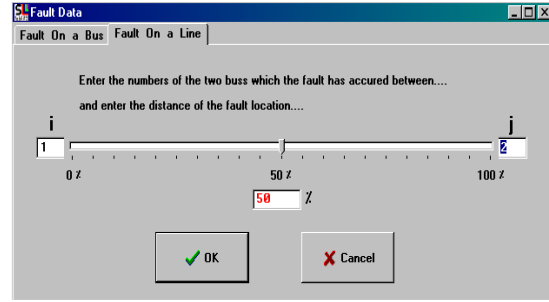 Fault Data
Fault On a Bus Fault On a Line
Enter the numbers of the two buss which the fault has accured between....
and enter the distance of the fault location....
i j
1 2
0 % 50 % 100 %
50 %
OK Cancel